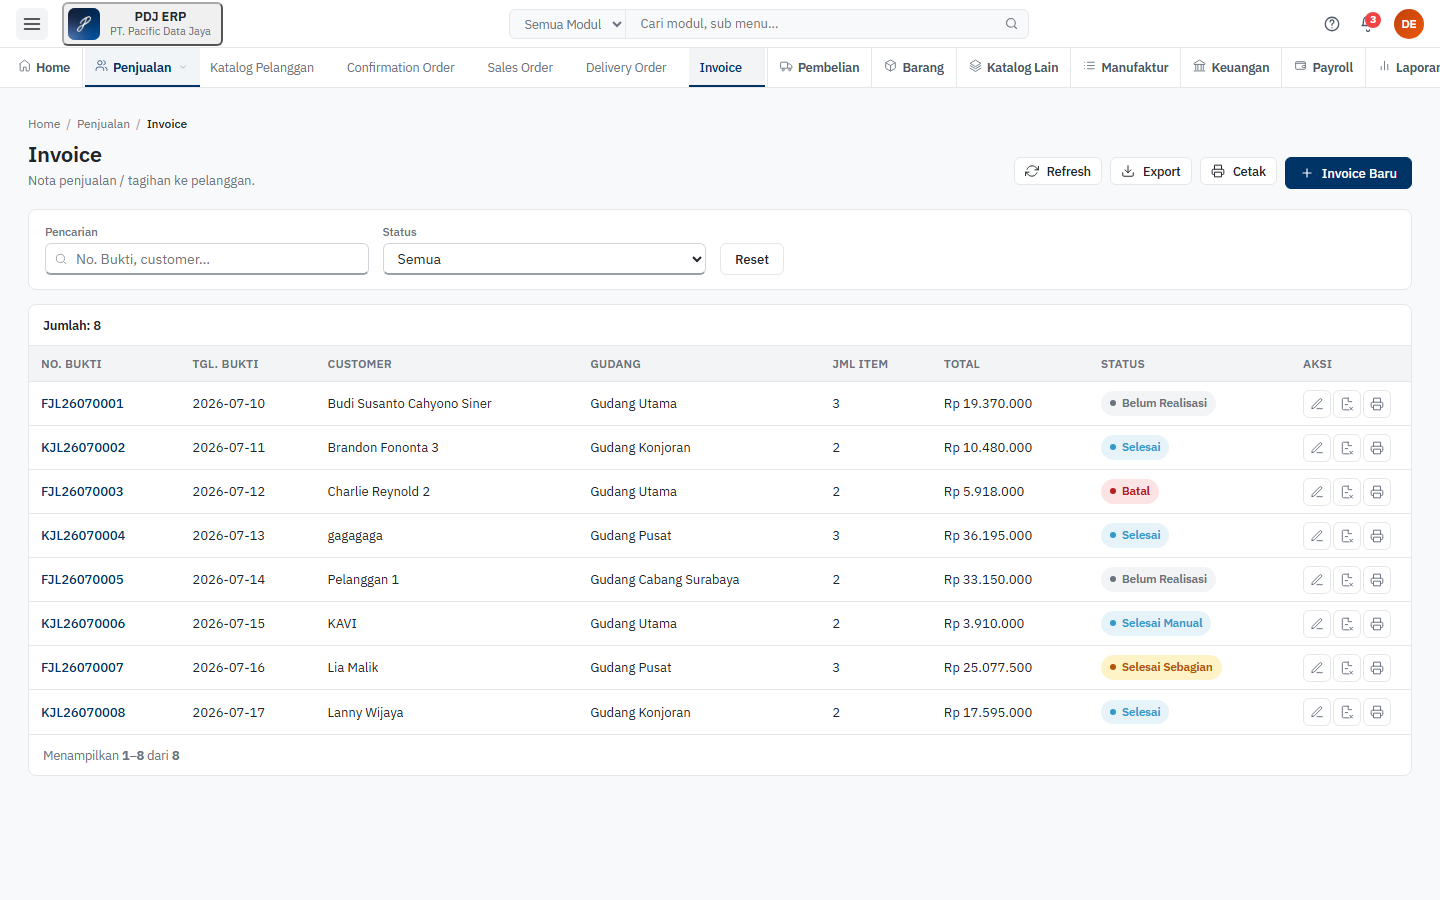 PDJ ERP
PT. Pacific Data Jaya
Semua Modul
Cari modul, sub menu...
3
DE
Home
Penjualan
Katalog Pelanggan
Confirmation Order
Sales Order
Delivery Order
Invoice
Pembelian
Barang
Katalog Lain
Manufaktur
Keuangan
Payroll
Laporan
Home / Penjualan / Invoice
Invoice
Nota penjualan / tagihan ke pelanggan.
Refresh
Export
Cetak
+ Invoice Baru
Pencarian
Status
No. Bukti, customer...
Semua
Reset
Jumlah: 8
NO. BUKTI TGL. BUKTI CUSTOMER GUDANG JML ITEM TOTAL STATUS AKSI
FJL26070001 2026-07-10 Budi Susanto Cahyono Siner Gudang Utama 3 Rp 19.370.000 Belum Realisasi
KJL26070002 2026-07-11 Brandon Fononta 3 Gudang Konjoran 2 Rp 10.480.000 Selesai
FJL26070003 2026-07-12 Charlie Reynold 2 Gudang Utama 2 Rp 5.918.000 Batal
KJL26070004 2026-07-13 gagagaga Gudang Pusat 3 Rp 36.195.000 Selesai
FJL26070005 2026-07-14 Pelanggan 1 Gudang Cabang Surabaya 2 Rp 33.150.000 Belum Realisasi
KJL26070006 2026-07-15 KAVI Gudang Utama 2 Rp 3.910.000 Selesai Manual
FJL26070007 2026-07-16 Lia Malik Gudang Pusat 3 Rp 25.077.500 Selesai Sebagian
KJL26070008 2026-07-17 Lanny Wijaya Gudang Konjoran 2 Rp 17.595.000 Selesai
Menampilkan 1–8 dari 8